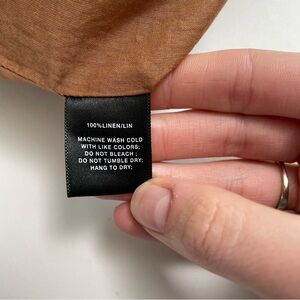 100%LINEN/LIN
MACHINE WASH COLD
WITH LIKE COLORS;
DO NOT BLEACH ;
DO NOT TUMBLE DRY;
HANG TO DRY;